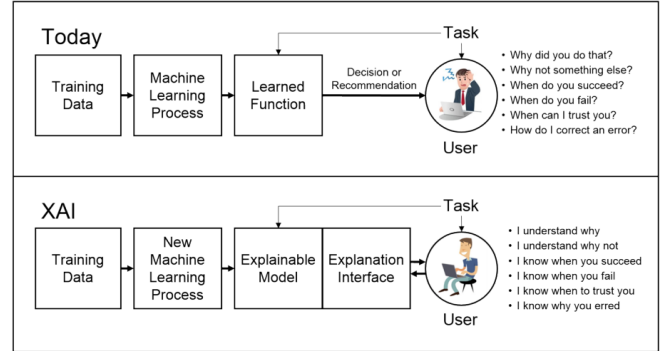 Today
Task
Training
Data
Machine
Learning
Process
Learned
Function
Decision or
Recommendation
User
• Why did you do that?
• Why not something else?
• When do you succeed?
• When do you fail?
• When can I trust you?
• How do I correct an error?
XAI
Task
Training
Data
New
Machine
Learning
Process
Explainable
Model
Explanation
Interface
User
• I understand why
• I understand why not
• I know when you succeed
• I know when you fail
• I know when to trust you
• I know why you erred